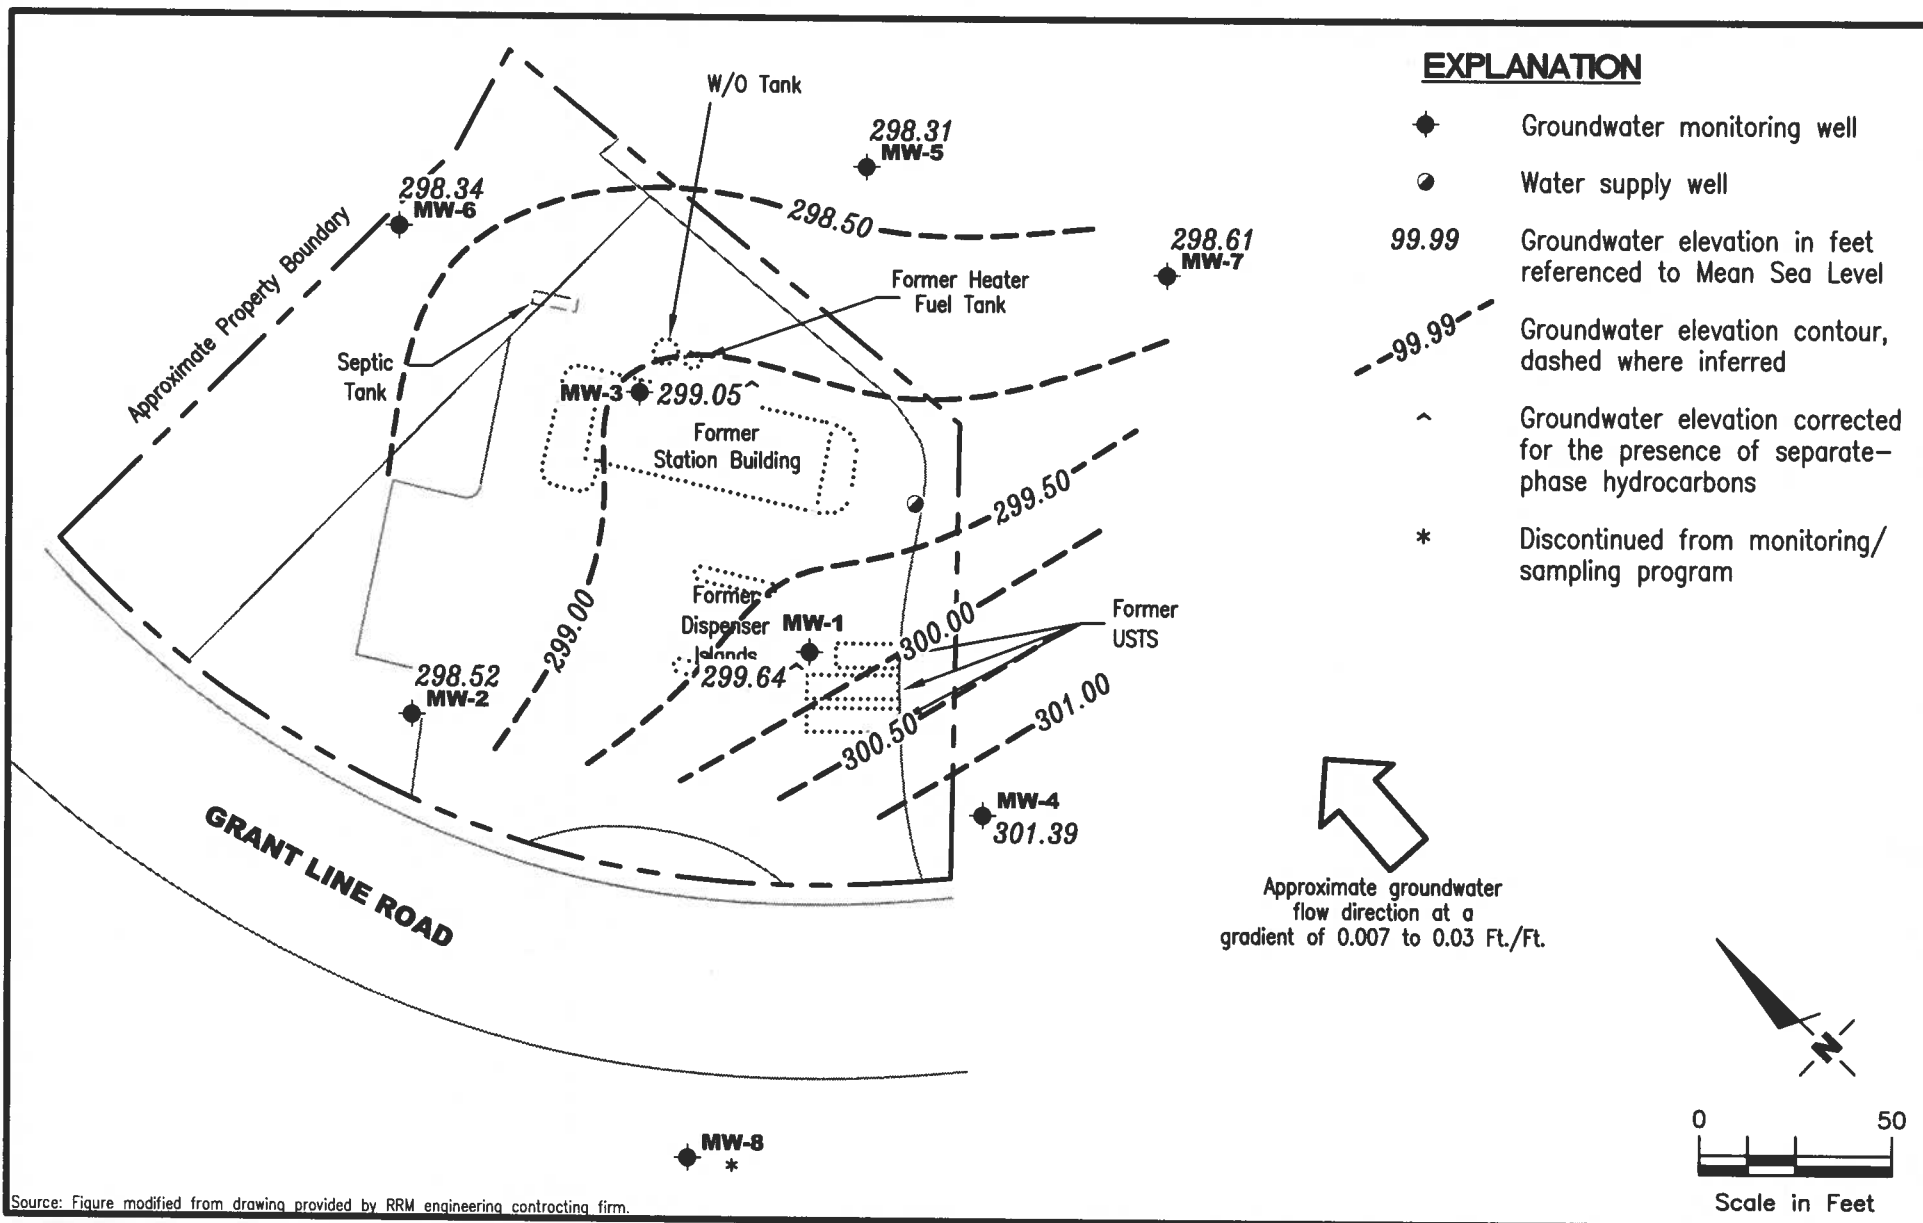 W/O Tank
298.31
MW-5
298.34
MW-6
Approximate Property Boundary
298.50
298.61
MW-7
Former Heater
Fuel Tank
Septic
Tank
MW-3
299.05^
Former
Station Building
299.50
299.00
Former
Dispenser
Islands
MW-1
299.64^
300.00
Former
USTS
298.52
MW-2
300.50
301.00
MW-4
301.39
GRANT LINE ROAD
MW-8
*
EXPLANATION
Groundwater monitoring well
Water supply well
99.99 Groundwater elevation in feet
referenced to Mean Sea Level
99.99 Groundwater elevation contour,
dashed where inferred
^ Groundwater elevation corrected
for the presence of separate-
phase hydrocarbons
* Discontinued from monitoring/
sampling program
Approximate groundwater
flow direction at a
gradient of 0.007 to 0.03 Ft./Ft.
N
0 50
Scale in Feet
Source: Figure modified from drawing provided by RRM engineering controcting firm.